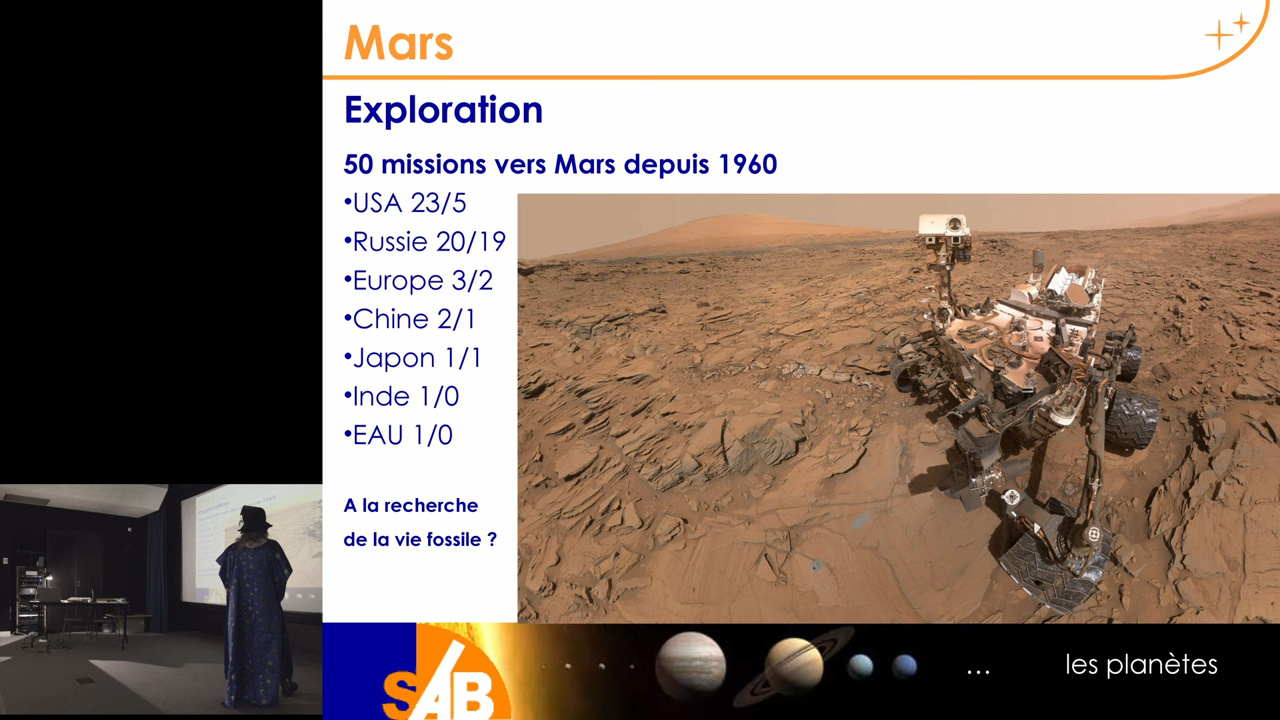 Mars
Exploration
50 missions vers Mars depuis 1960
•USA 23/5
•Russie 20/19
•Europe 3/2
•Chine 2/1
•Japon 1/1
•Inde 1/0
•EAU 1/0
A la recherche
de la vie fossile ?
SAB
... les planètes